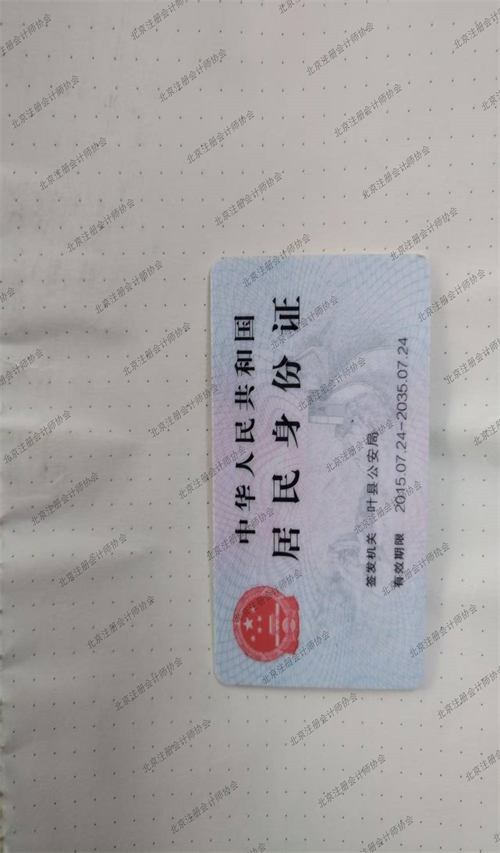 中华人民共和国
居民身份证
签发机关 叶县公安局
有效期限 2015.07.24-2035.07.24
北京注册会计师协会